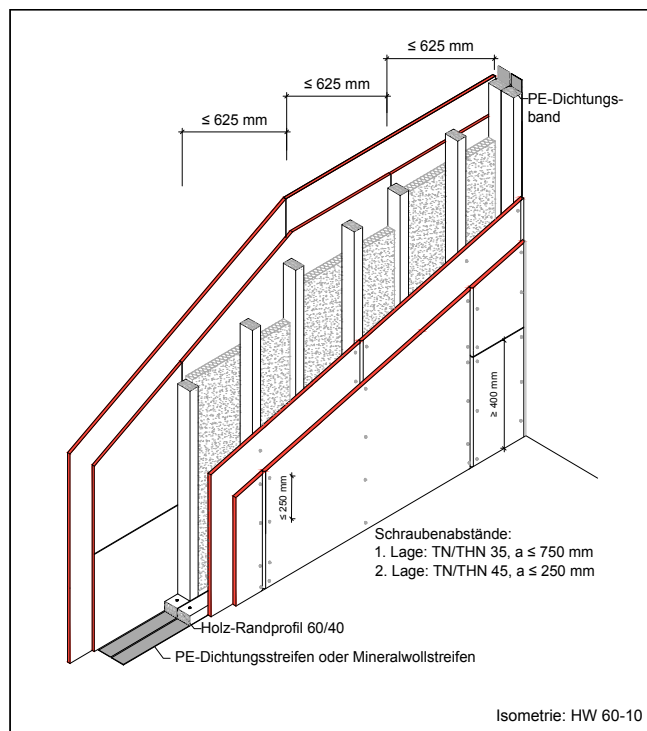 ≤ 625 mm
≤ 625 mm
≤ 625 mm
PE-Dichtungs-
band
≥ 400 mm
≤ 250 mm
Schraubenabstände:
1. Lage: TN/THN 35, a ≤ 750 mm
2. Lage: TN/THN 45, a ≤ 250 mm
Holz-Randprofil 60/40
PE-Dichtungsstreifen oder Mineralwollstreifen
Isometrie: HW 60-10